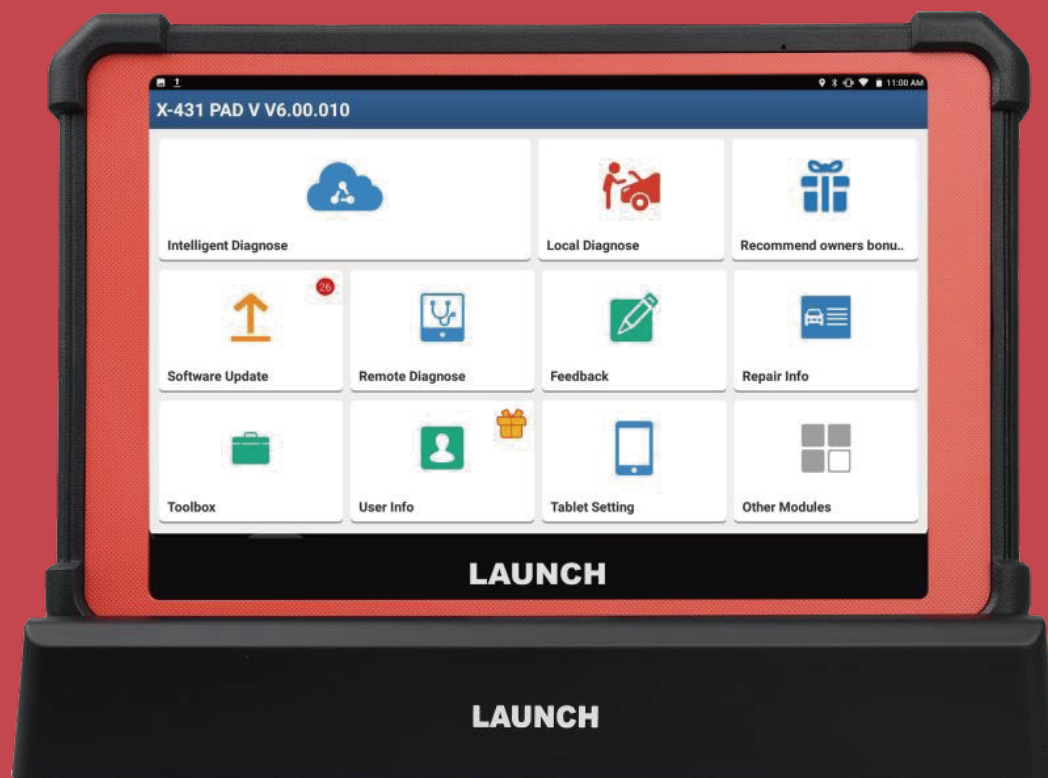 11:00 AM
X-431 PAD V V6.00.010
Intelligent Diagnose
Local Diagnose
Recommend owners bonu..
26
Software Update
Remote Diagnose
Feedback
Repair Info
Toolbox
User Info
Tablet Setting
Other Modules
LAUNCH
LAUNCH